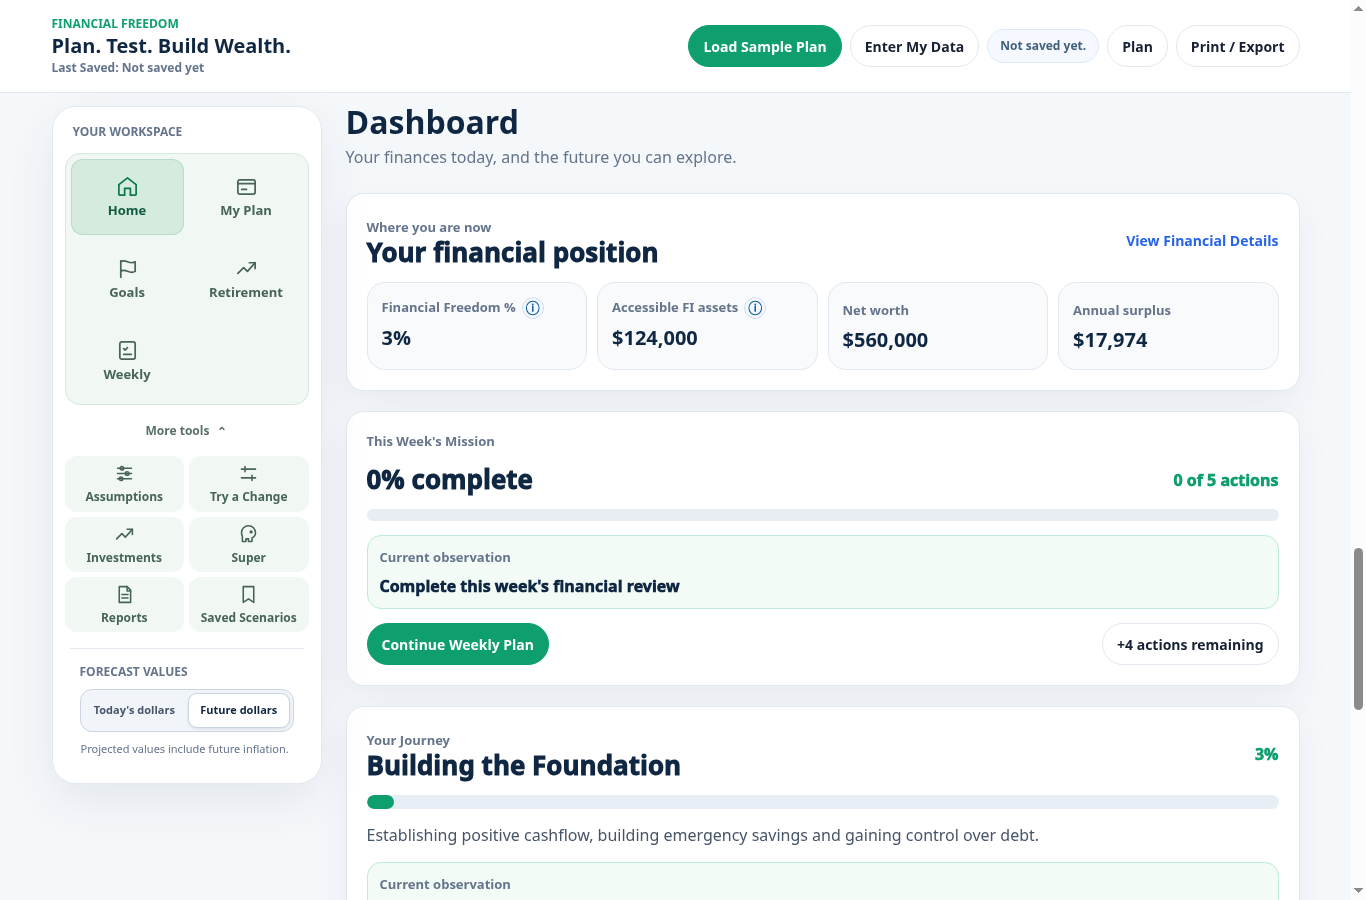 FINANCIAL FREEDOM
Plan. Test. Build Wealth.
Last Saved: Not saved yet
Load Sample Plan
Enter My Data
Not saved yet.
Plan
Print / Export
YOUR WORKSPACE
Home
My Plan
Goals
Retirement
Weekly
More tools
Assumptions
Try a Change
Investments
Super
Reports
Saved Scenarios
FORECAST VALUES
Today's dollars
Future dollars
Projected values include future inflation.
Dashboard
Your finances today, and the future you can explore.
Where you are now
Your financial position
View Financial Details
Financial Freedom %
3%
Accessible FI assets
$124,000
Net worth
$560,000
Annual surplus
$17,974
This Week's Mission
0% complete
0 of 5 actions
Current observation
Complete this week's financial review
Continue Weekly Plan
+4 actions remaining
Your Journey
Building the Foundation
3%
Establishing positive cashflow, building emergency savings and gaining control over debt.
Current observation